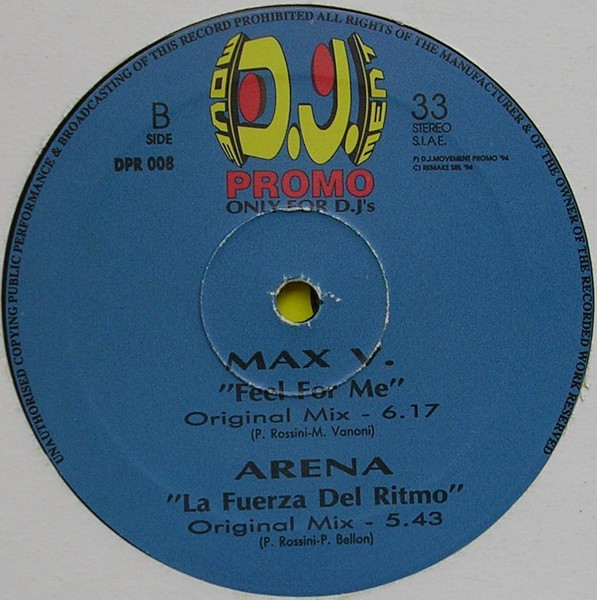 UNAUTHORISED COPYING PUBLIC PERFORMANCE & BROADCASTING OF THIS RECORD PROHIBITED ALL RIGHTS OF THE MANUFACTURER & OF THE OWNER OF THE RECORDED WORK RESERVED
D.J.
MOVEMENT
PROMO
ONLY FOR D.J's
B
SIDE
DPR 008
33
STEREO
S.I.A.E.
P) D.J.MOVEMENT PROMO '94
C) REMAKE SRL '94
MAX V.
"Feel For Me"
Original Mix - 6.17
(P. Rossini-M. Vanoni)
ARENA
"La Fuerza Del Ritmo"
Original Mix - 5.43
(P. Rossini-P. Bellon)